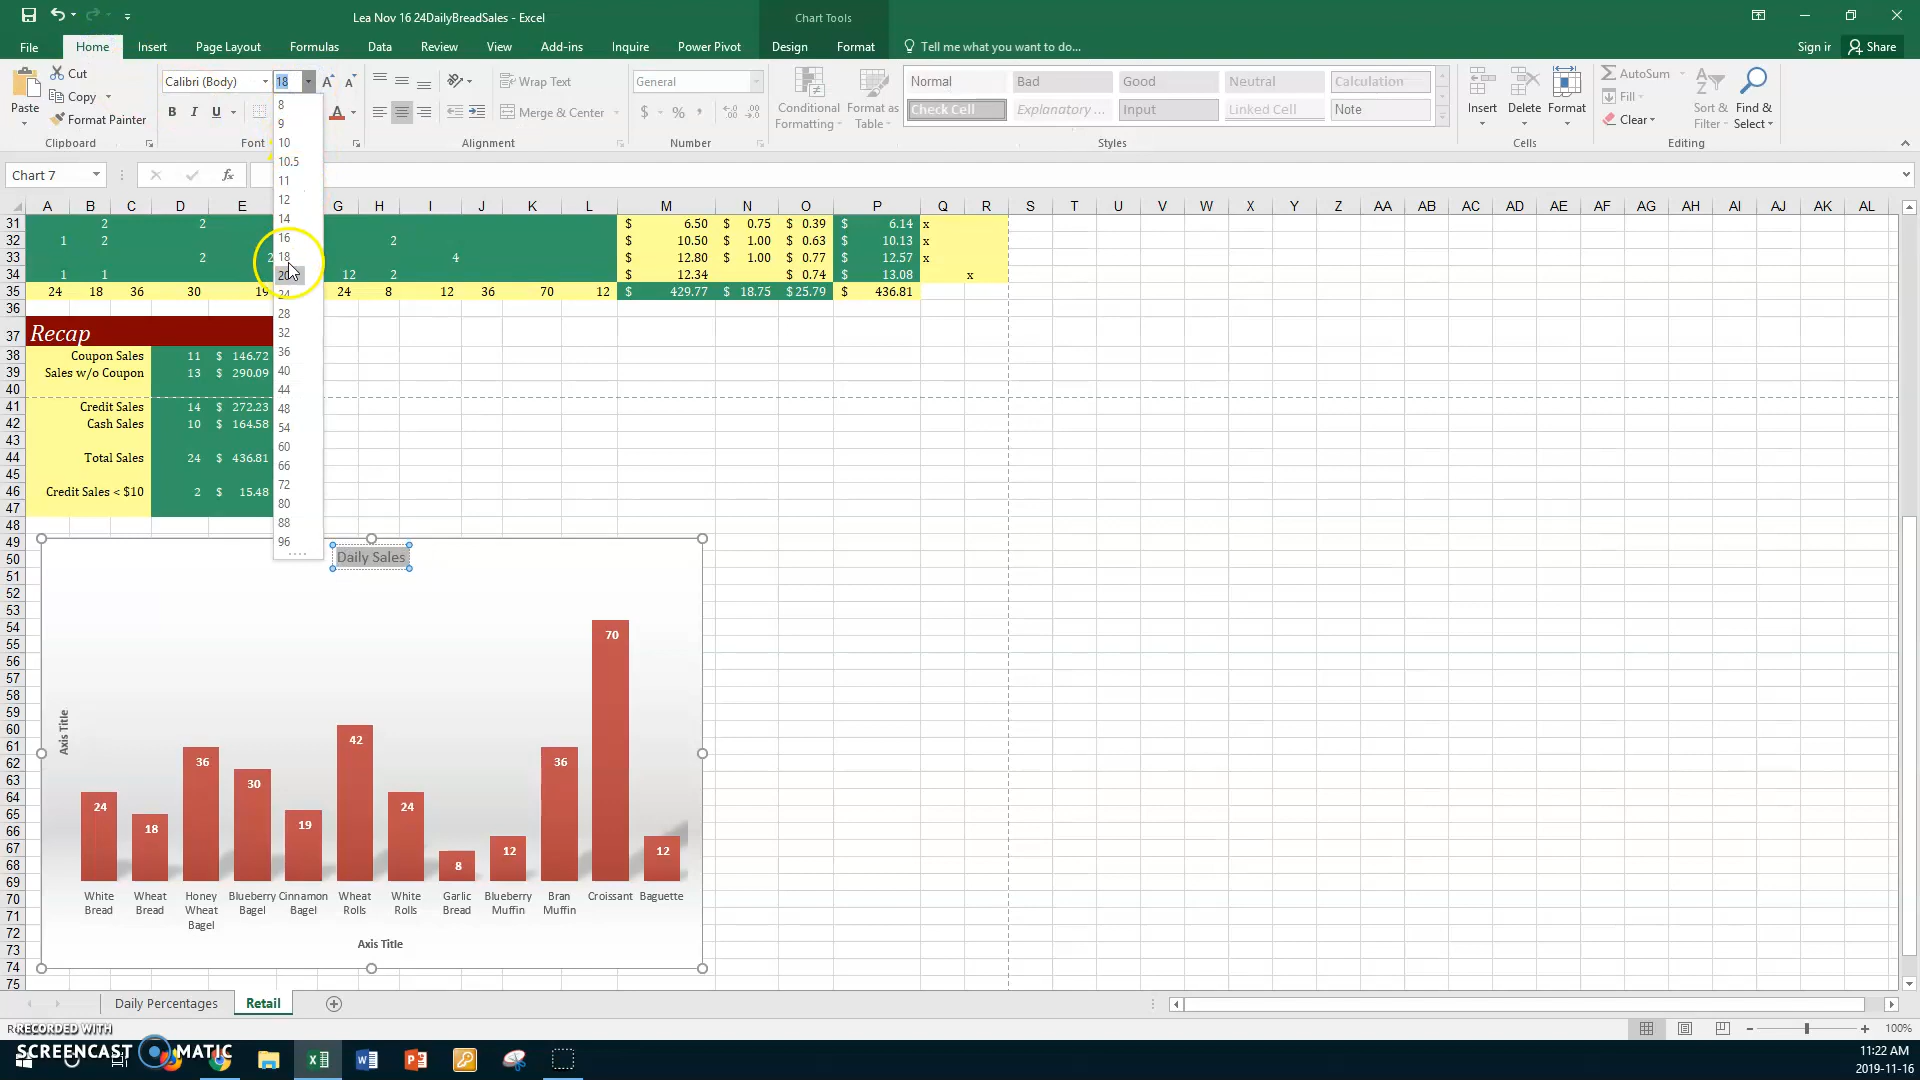 Lea Nov 16 24DailyBreadSales - Excel
Chart Tools
File Home Insert Page Layout Formulas Data Review View Add-ins Inquire Power Pivot Design Format Tell me what you want to do... Sign in Share
Cut
Copy
Format Painter
Paste
Clipboard
Calibri (Body) 18
B I U
Font
Wrap Text
Merge & Center
Alignment
General
$ % ,
Number
Conditional Formatting
Format as Table
Normal Bad Good Neutral Calculation
Check Cell Explanatory ... Input Linked Cell Note
Styles
Insert Delete Format
Cells
AutoSum
Fill
Clear
Sort & Filter
Find & Select
Editing
8
9
10
10.5
11
12
14
16
18
20
24
28
32
36
40
44
48
54
60
66
72
80
88
96
Chart 7
fx
A B C D E G H I J K L M N O P Q R S T U V W X Y Z AA AB AC AD AE AF AG AH AI AJ AK AL
31 2 2 $ 6.50 $ 0.75 $ 0.39 $ 6.14 x
32 1 2 2 $ 10.50 $ 1.00 $ 0.63 $ 10.13 x
33 2 2 4 $ 12.80 $ 1.00 $ 0.77 $ 12.57 x
34 1 1 12 2 $ 12.34 $ 0.74 $ 13.08 x
35 24 18 36 30 19 24 8 12 36 70 12 $ 429.77 $ 18.75 $ 25.79 $ 436.81
36
37 Recap
38 Coupon Sales 11 $ 146.72
39 Sales w/o Coupon 13 $ 290.09
40
41 Credit Sales 14 $ 272.23
42 Cash Sales 10 $ 164.58
43
44 Total Sales 24 $ 436.81
45
46 Credit Sales < $10 2 $ 15.48
47
48
49
50
51
52
53
54
55
56
57
58
59
60
61
62
63
64
65
66
67
68
69
70
71
72
73
74
75
Daily Sales
Axis Title
24 18 36 30 19 42 24 8 12 36 70 12
White Bread
Wheat Bread
Honey Wheat Bagel
Blueberry Bagel
Cinnamon Bagel
Wheat Rolls
White Rolls
Garlic Bread
Blueberry Muffin
Bran Muffin
Croissant
Baguette
Axis Title
Daily Percentages Retail
100%
RECORDED WITH
SCREENCAST MATIC
11:22 AM
2019-11-16